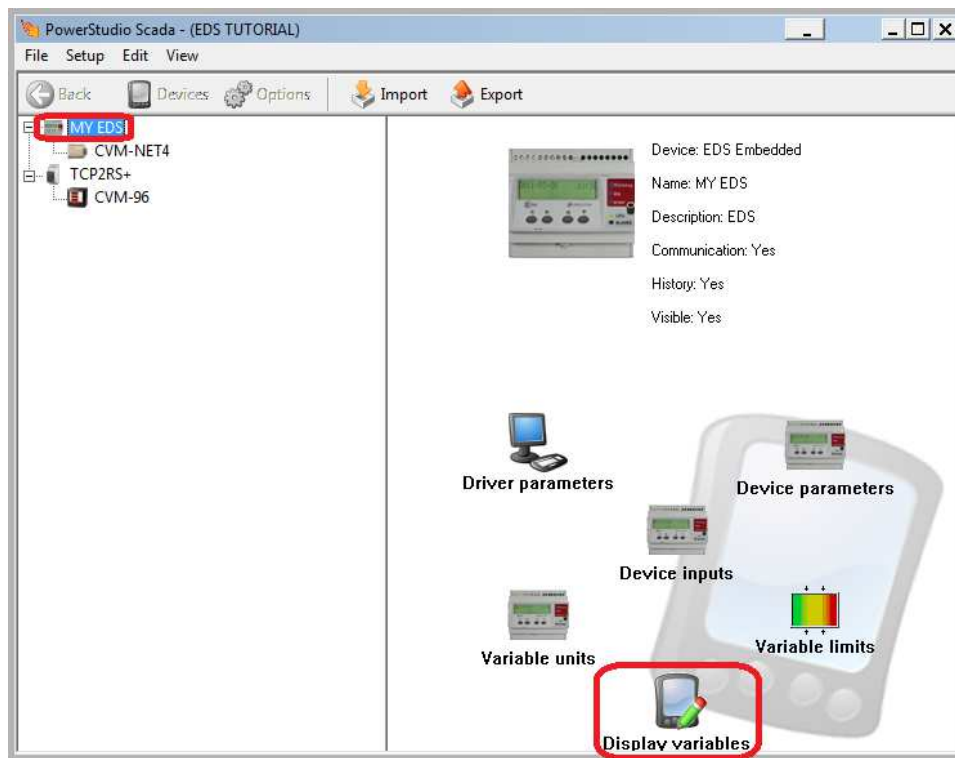 PowerStudio Scada - (EDS TUTORIAL)
File Setup Edit View
Back Devices Options Import Export
MY EDS
CVM-NET4
TCP2RS+
CVM-96
Device: EDS Embedded
Name: MY EDS
Description: EDS
Communication: Yes
History: Yes
Visible: Yes
Driver parameters
Device parameters
Device inputs
Variable units
Variable limits
Display variables